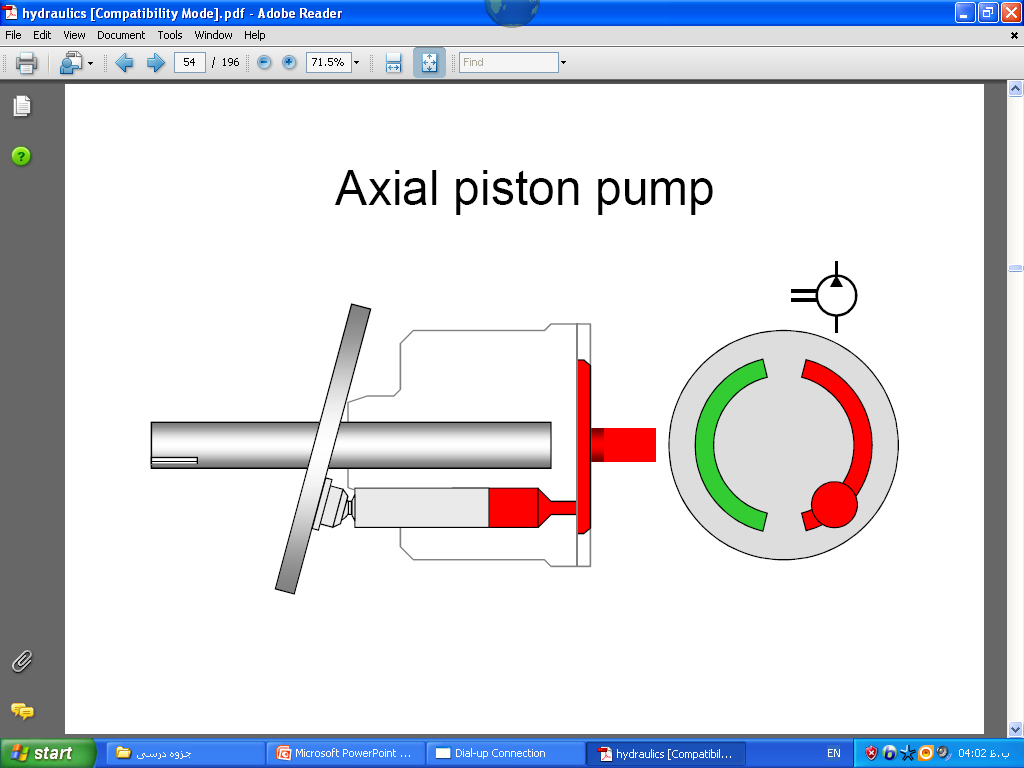 hydraulics [Compatibility Mode].pdf - Adobe Reader
File Edit View Document Tools Window Help
54 / 196 71.5% Find
Axial piston pump
start جزوه درسی Microsoft PowerPoint ... Dial-up Connection hydraulics [Compatibil... EN 04:02 ب.ظ